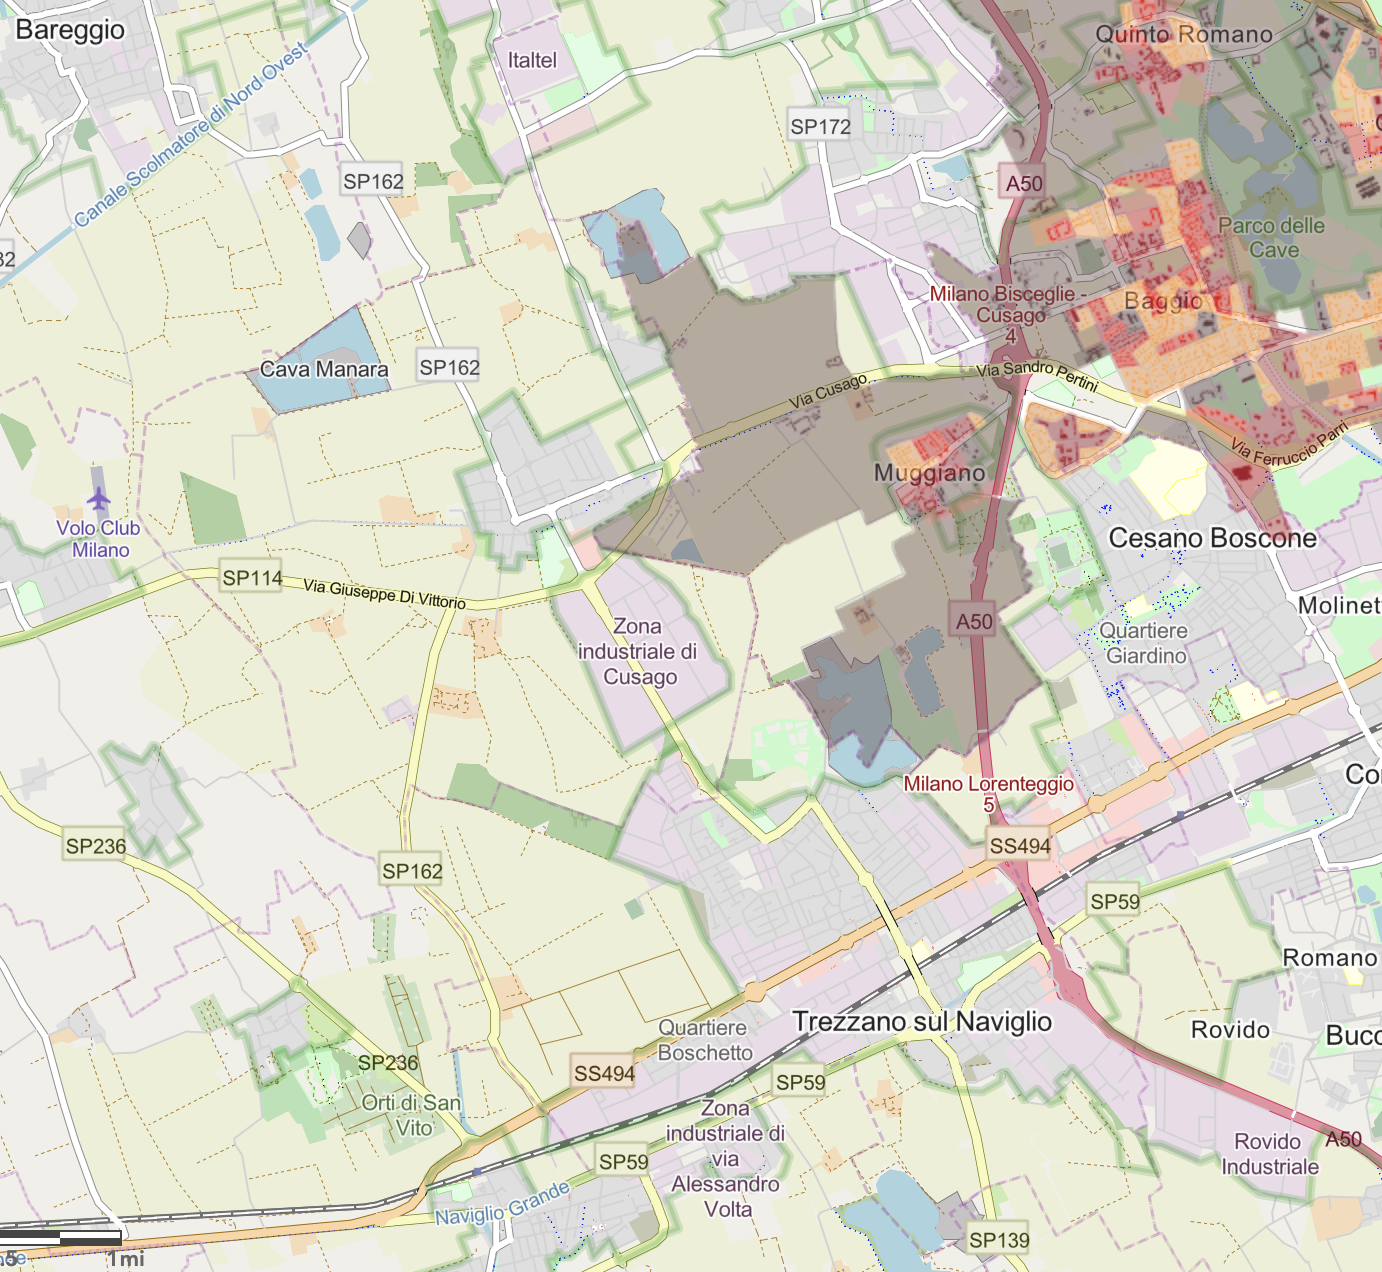 Bareggio
Quinto Romano
Italtel
Canale Scolmatore di Nord Ovest
SP172
SP162
A50
Parco delle
Cave
Milano Bisceglie -
Cusago
4
Baggio
Cava Manara
SP162
Via Sandro Pertini
Via Cusago
Via Ferruccio Parri
Muggiano
Volo Club
Milano
Cesano Boscone
SP114
Via Giuseppe Di Vittorio
Molinet
Zona
industriale di
Cusago
A50
Quartiere
Giardino
Milano Lorenteggio
5
Co
SP236
SS494
SP162
SP59
Romano
Trezzano sul Naviglio
Rovido
Bucc
Quartiere
Boschetto
SP236
SS494
SP59
Orti di San
Vito
Zona
industriale di
via
Alessandro
Volta
A50
Rovido
Industriale
SP59
Naviglio Grande
SP139
.5
1mi